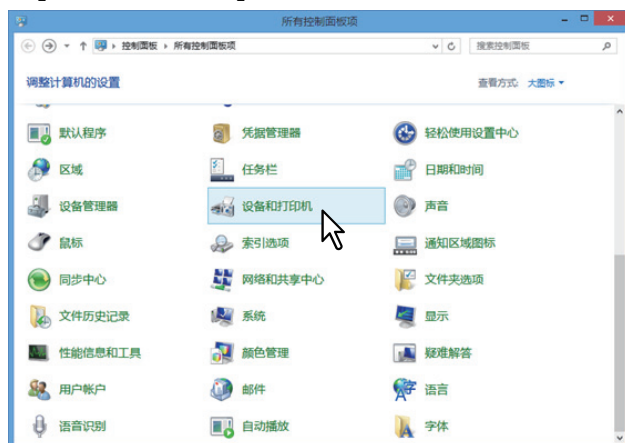 所有控制面板项
控制面板 ▸ 所有控制面板项
搜索控制面板
调整计算机的设置
查看方式: 大图标
默认程序 凭据管理器 轻松使用设置中心
区域 任务栏 日期和时间
设备管理器 设备和打印机 声音
鼠标 索引选项 通知区域图标
同步中心 网络和共享中心 文件夹选项
文件历史记录 系统 显示
性能信息和工具 颜色管理 疑难解答
用户帐户 邮件 语言
语音识别 自动播放 字体